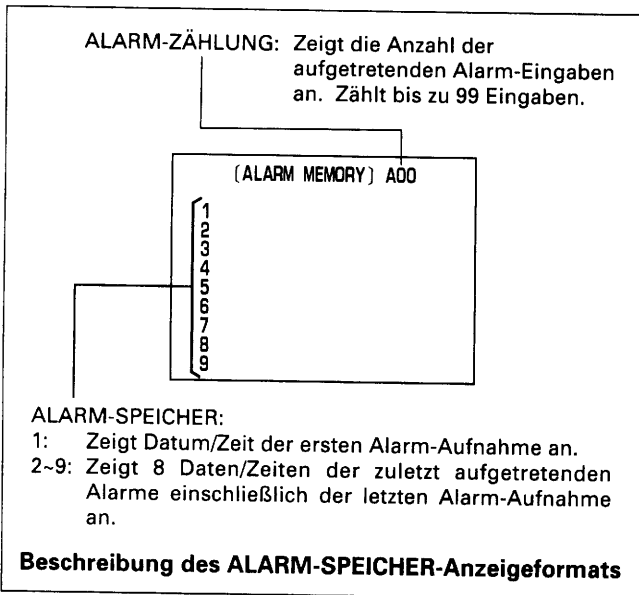 ALARM-ZÄHLUNG: Zeigt die Anzahl der
aufgetretenden Alarm-Eingaben
an. Zählt bis zu 99 Eingaben.
(ALARM MEMORY) A00
1
2
3
4
5
6
7
8
9
ALARM-SPEICHER:
1: Zeigt Datum/Zeit der ersten Alarm-Aufnahme an.
2~9: Zeigt 8 Daten/Zeiten der zuletzt aufgetretenden
Alarme einschließlich der letzten Alarm-Aufnahme
an.
Beschreibung des ALARM-SPEICHER-Anzeigeformats